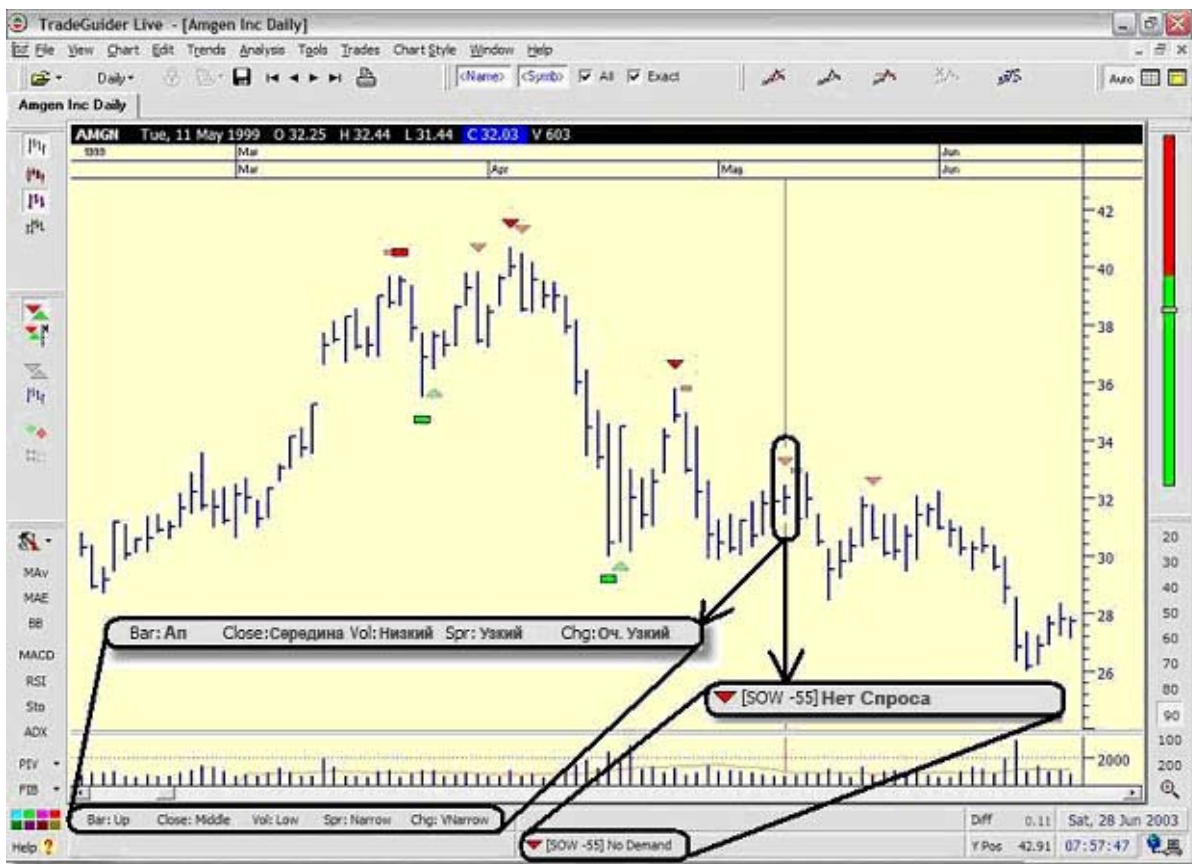 TradeGuider Live - [Amgen Inc Daily]
File View Chart Edit Trends Analysis Tools Trades Chart Style Window Help
Daily <Name> <Symb> All Exact Auto
Amgen Inc Daily
AMGN Tue, 11 May 1999 O 32.25 H 32.44 L 31.44 C 32.03 V 603
1999 Mar Jun
Mar Apr May Jun
42
40
38
36
34
32
30
28
26
2000
20
30
40
50
60
70
80
90
100
200
MAv
MAE
BB
MACD
RSI
Sto
ADX
PIV
FIB
Bar: Ап Close: Середина Vol: Низкий Spr: Узкий Chg: Оч. Узкий
[SOW -55] Нет Спроса
Bar: Up Close: Middle Vol: Low Spr: Narrow Chg: VNarrow
Diff 0.11 Sat, 28 Jun 2003
Help ? [SOW -55] No Demand Y Pos 42.91 07:57:47